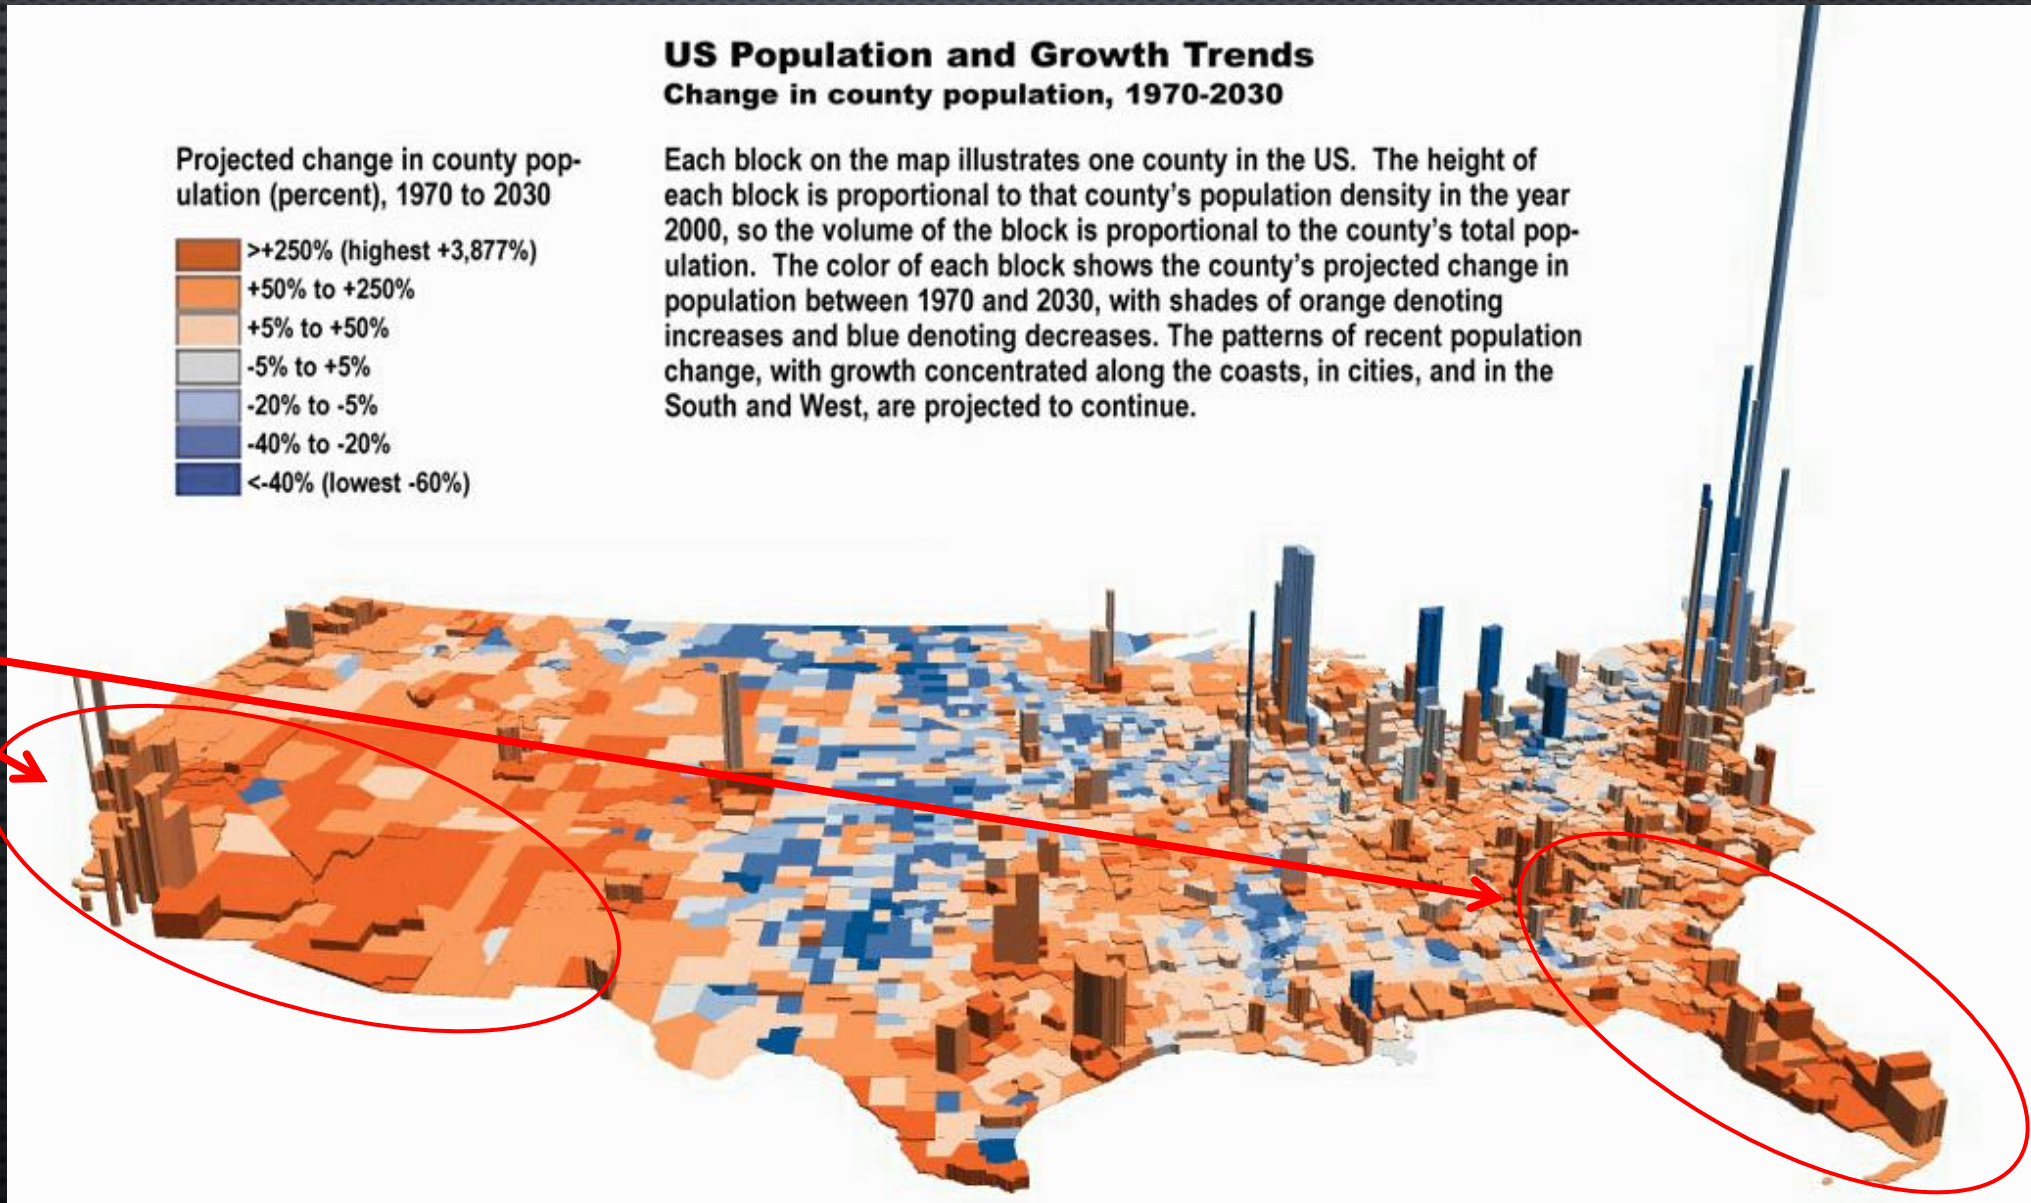 US Population and Growth Trends
Change in county population, 1970-2030
Projected change in county pop-
ulation (percent), 1970 to 2030
>+250% (highest +3,877%)
+50% to +250%
+5% to +50%
-5% to +5%
-20% to -5%
-40% to -20%
<-40% (lowest -60%)
Each block on the map illustrates one county in the US. The height of
each block is proportional to that county's population density in the year
2000, so the volume of the block is proportional to the county's total pop-
ulation. The color of each block shows the county's projected change in
population between 1970 and 2030, with shades of orange denoting
increases and blue denoting decreases. The patterns of recent population
change, with growth concentrated along the coasts, in cities, and in the
South and West, are projected to continue.